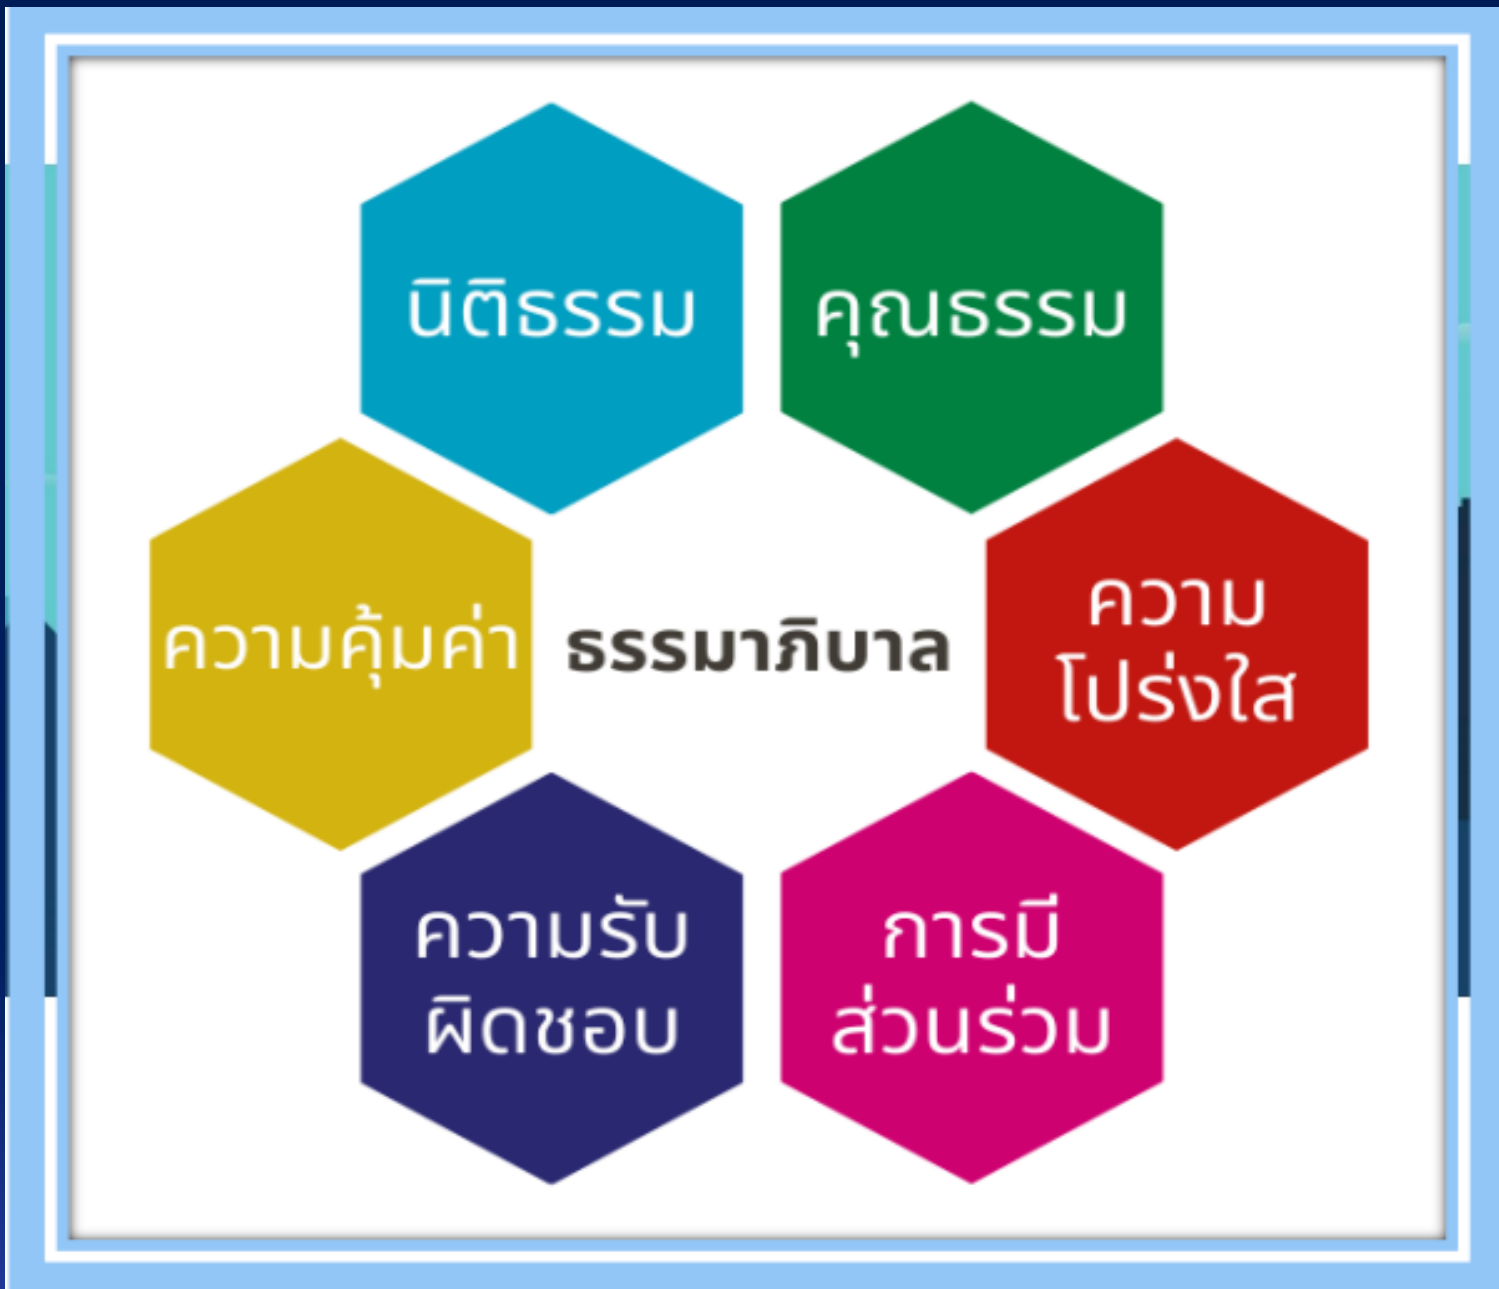 นิติธรรม
คุณธรรม
ความคุ้มค่า
ธรรมาภิบาล
ความ
โปร่งใส
ความรับ
ผิดชอบ
การมี
ส่วนร่วม